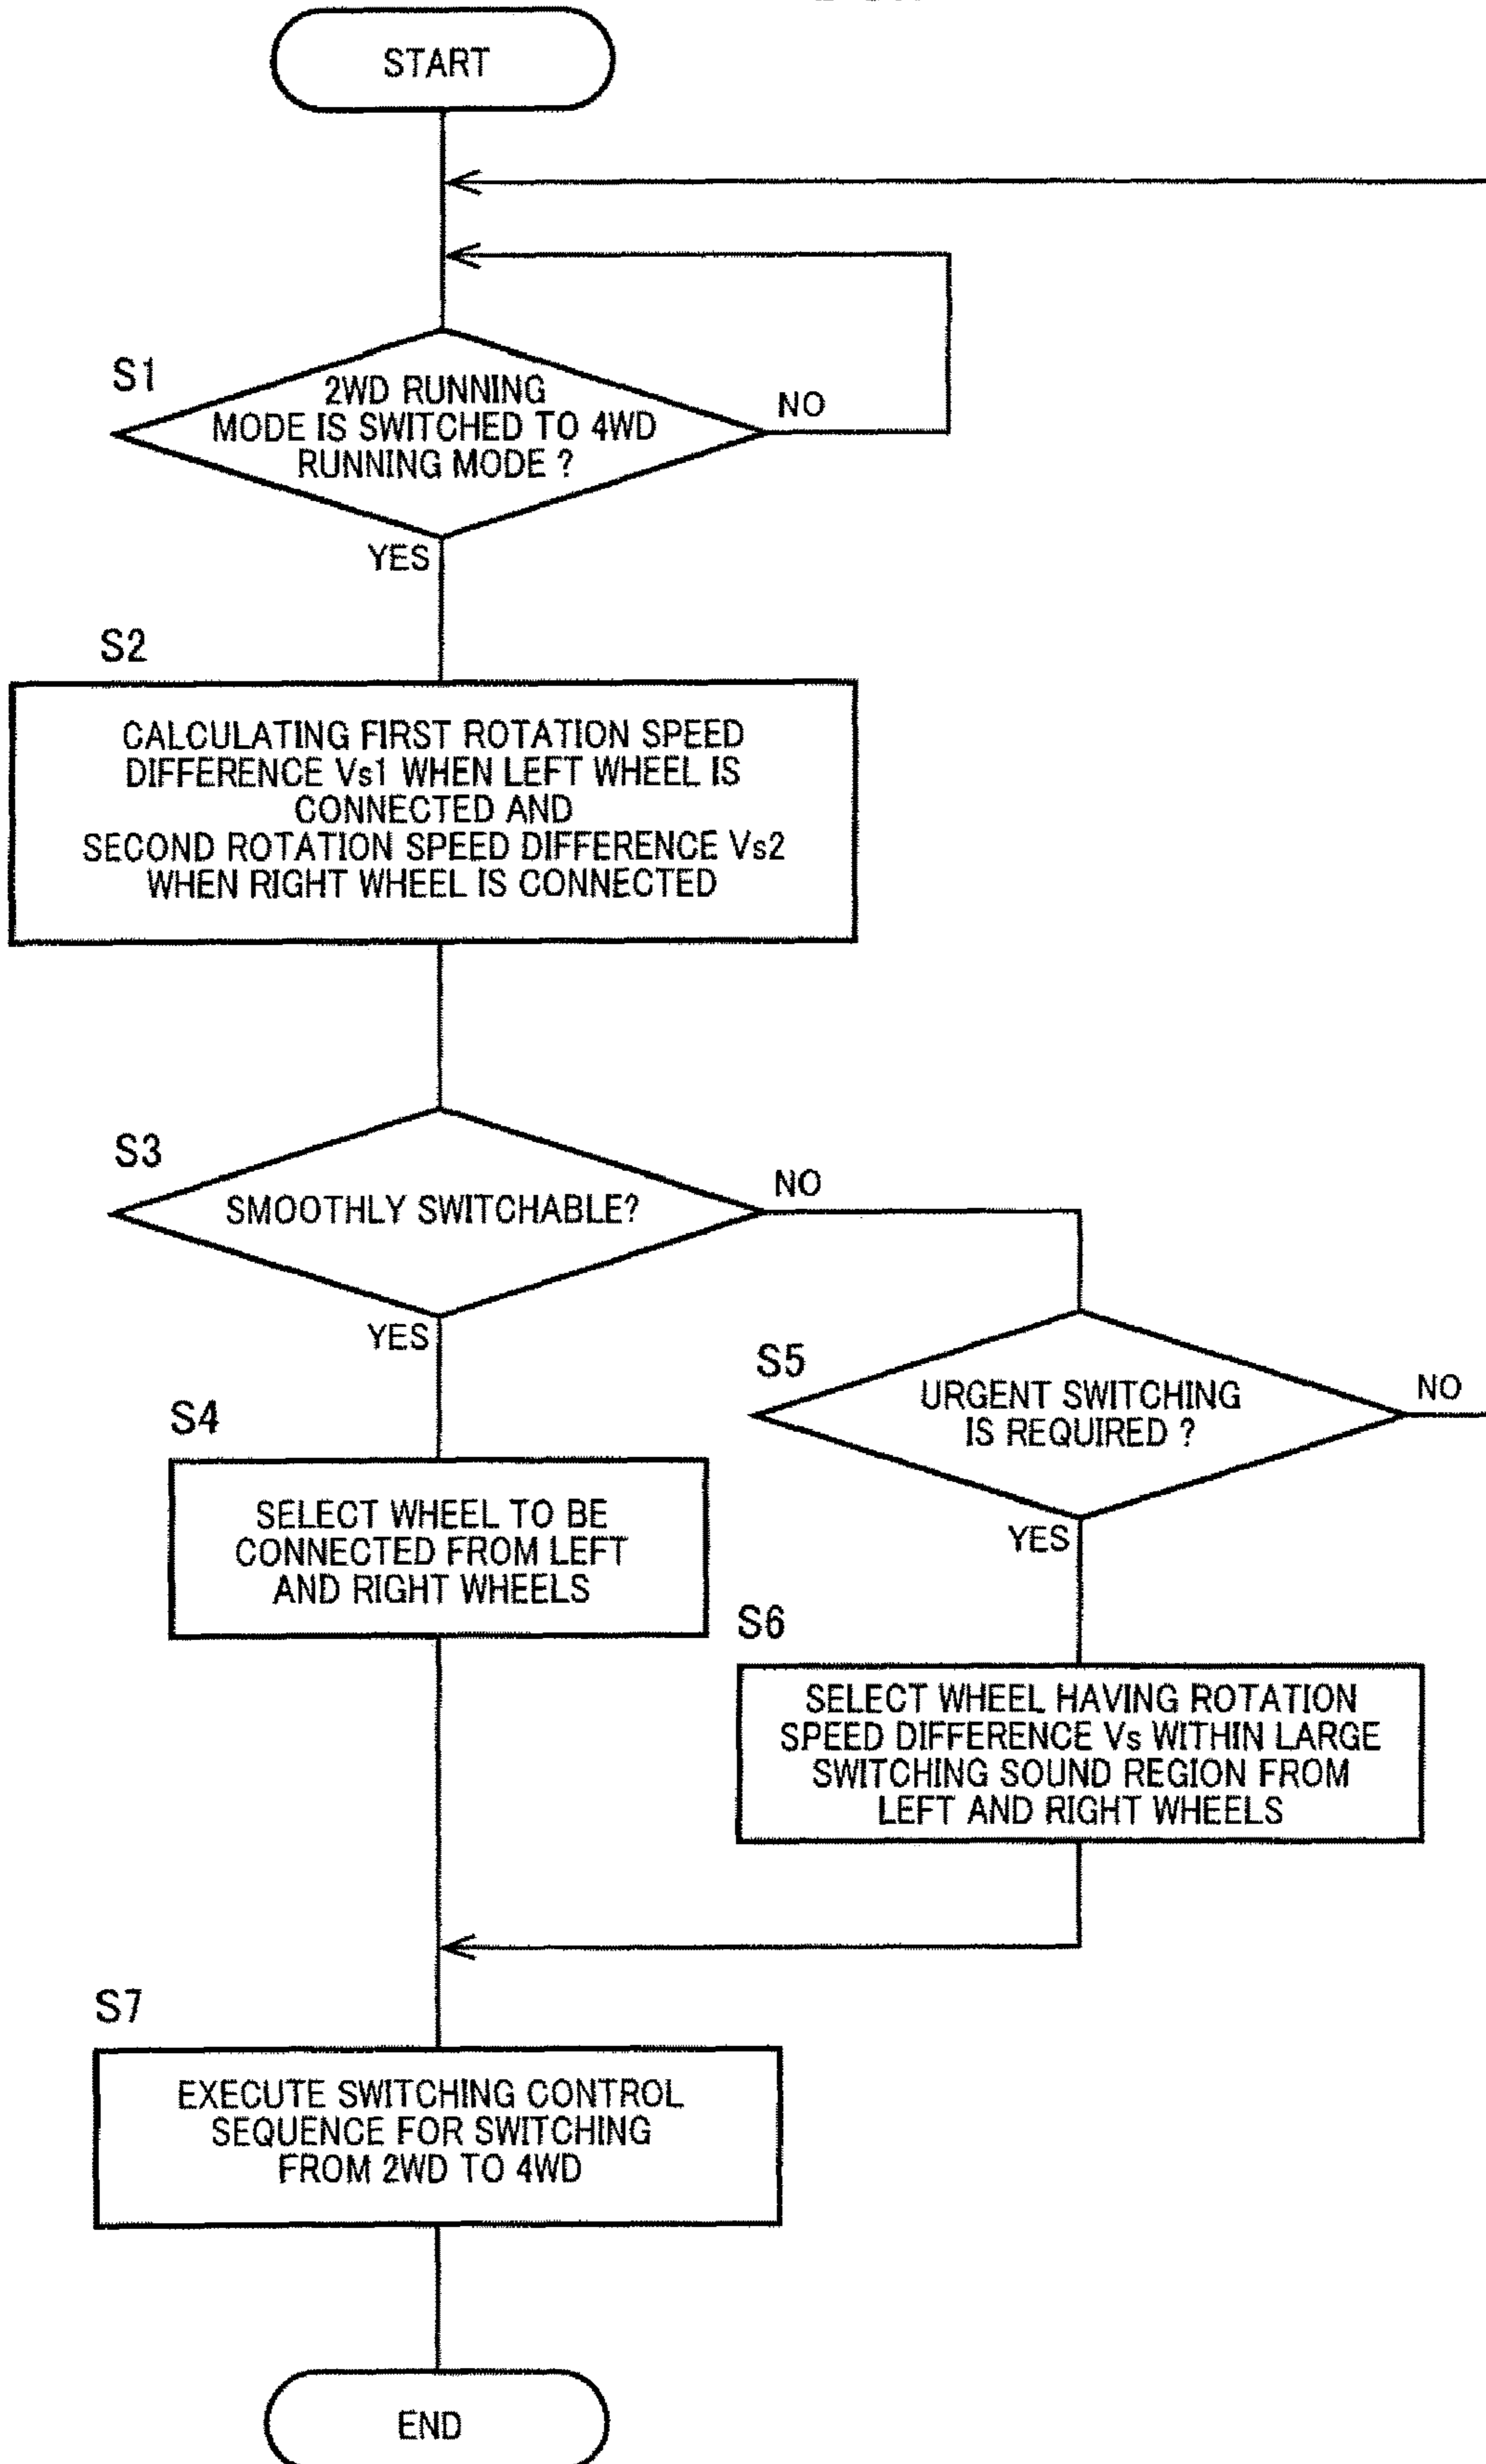 START
S1
2WD RUNNING
MODE IS SWITCHED TO 4WD
RUNNING MODE ?
NO
YES
S2
CALCULATING FIRST ROTATION SPEED
DIFFERENCE Vs1 WHEN LEFT WHEEL IS
CONNECTED AND
SECOND ROTATION SPEED DIFFERENCE Vs2
WHEN RIGHT WHEEL IS CONNECTED
S3
SMOOTHLY SWITCHABLE?
NO
YES
S5
URGENT SWITCHING
IS REQUIRED ?
NO
YES
S4
SELECT WHEEL TO BE
CONNECTED FROM LEFT
AND RIGHT WHEELS
S6
SELECT WHEEL HAVING ROTATION
SPEED DIFFERENCE Vs WITHIN LARGE
SWITCHING SOUND REGION FROM
LEFT AND RIGHT WHEELS
S7
EXECUTE SWITCHING CONTROL
SEQUENCE FOR SWITCHING
FROM 2WD TO 4WD
END